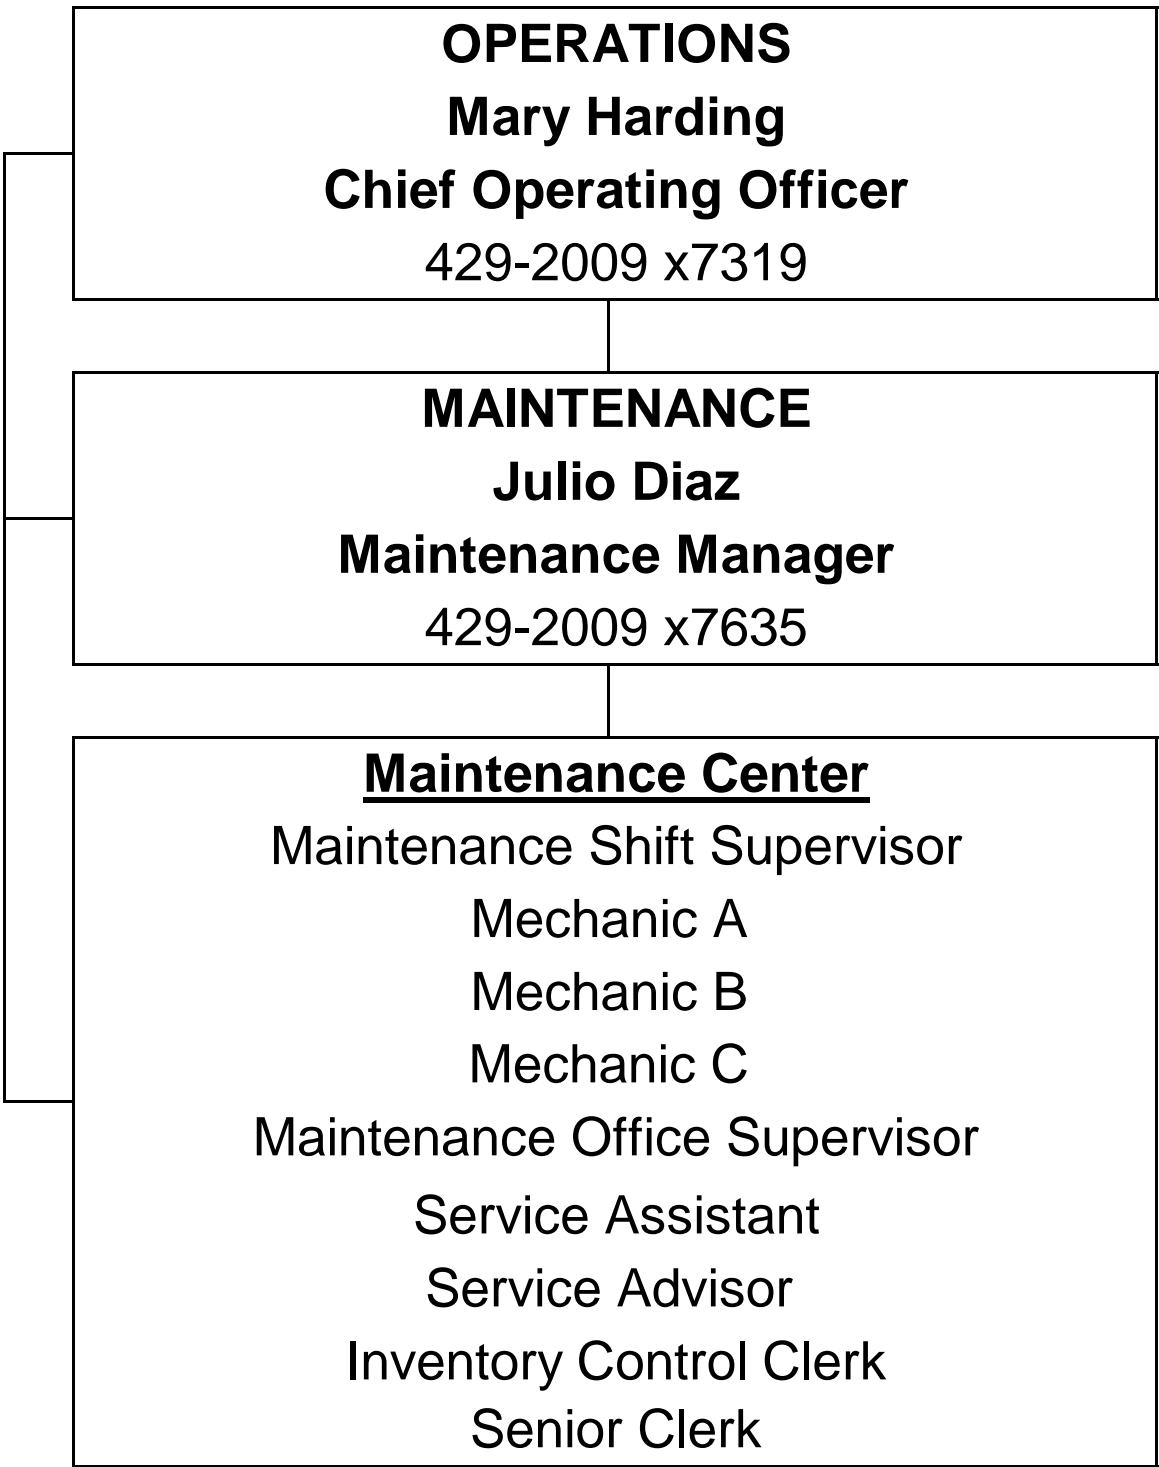 OPERATIONS
Mary Harding
Chief Operating Officer
429-2009 x7319
MAINTENANCE
Julio Diaz
Maintenance Manager
429-2009 x7635
Maintenance Center
Maintenance Shift Supervisor
Mechanic A
Mechanic B
Mechanic C
Maintenance Office Supervisor
Service Assistant
Service Advisor
Inventory Control Clerk
Senior Clerk